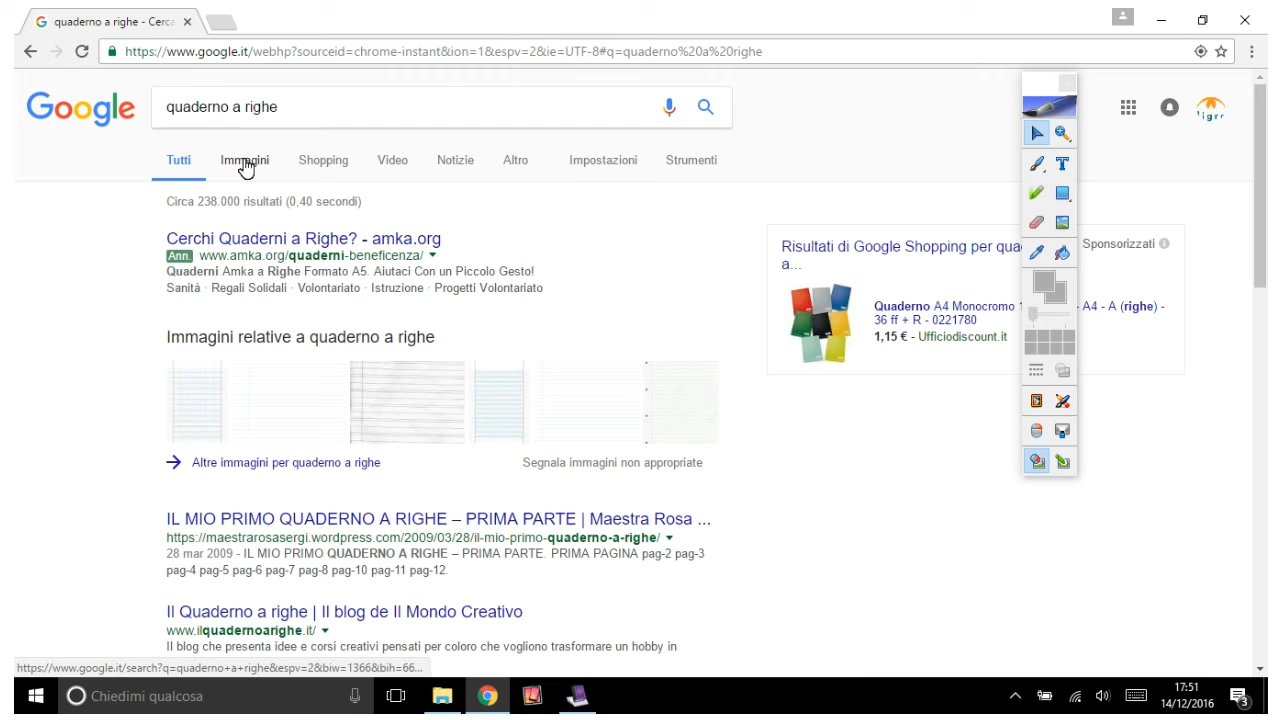 quaderno a righe - Cerca
https://www.google.it/webhp?sourceid=chrome-instant&ion=1&espv=2&ie=UTF-8#q=quaderno%20a%20righe
Google
quaderno a righe
Tutti Immagini Shopping Video Notizie Altro Impostazioni Strumenti
Circa 238.000 risultati (0,40 secondi)
Cerchi Quaderni a Righe? - amka.org
Ann. www.amka.org/quaderni-beneficenza/
Quaderni Amka a Righe Formato A5. Aiutaci Con un Piccolo Gesto!
Sanità · Regali Solidali · Volontariato · Istruzione · Progetti Volontariato
Immagini relative a quaderno a righe
Altre immagini per quaderno a righe
Segnala immagini non appropriate
IL MIO PRIMO QUADERNO A RIGHE – PRIMA PARTE | Maestra Rosa ...
https://maestrarosasergi.wordpress.com/2009/03/28/il-mio-primo-quaderno-a-righe/
28 mar 2009 - IL MIO PRIMO QUADERNO A RIGHE – PRIMA PARTE. PRIMA PAGINA pag-2 pag-3
pag-4 pag-5 pag-6 pag-7 pag-8 pag-10 pag-11 pag-12.
Il Quaderno a righe | Il blog de Il Mondo Creativo
www.ilquadernoarighe.it/
Il blog che presenta idee e corsi creativi pensati per coloro che vogliono trasformare un hobby in
Risultati di Google Shopping per qua
a...
Sponsorizzati
Quaderno A4 Monocromo 1 - A4 - A (righe) -
36 ff + R - 0221780
1,15 € - Ufficiodiscount.it
T
https://www.google.it/search?q=quaderno+a+righe&espv=2&biw=1366&bih=66...
Chiedimi qualcosa
17:51
14/12/2016
3